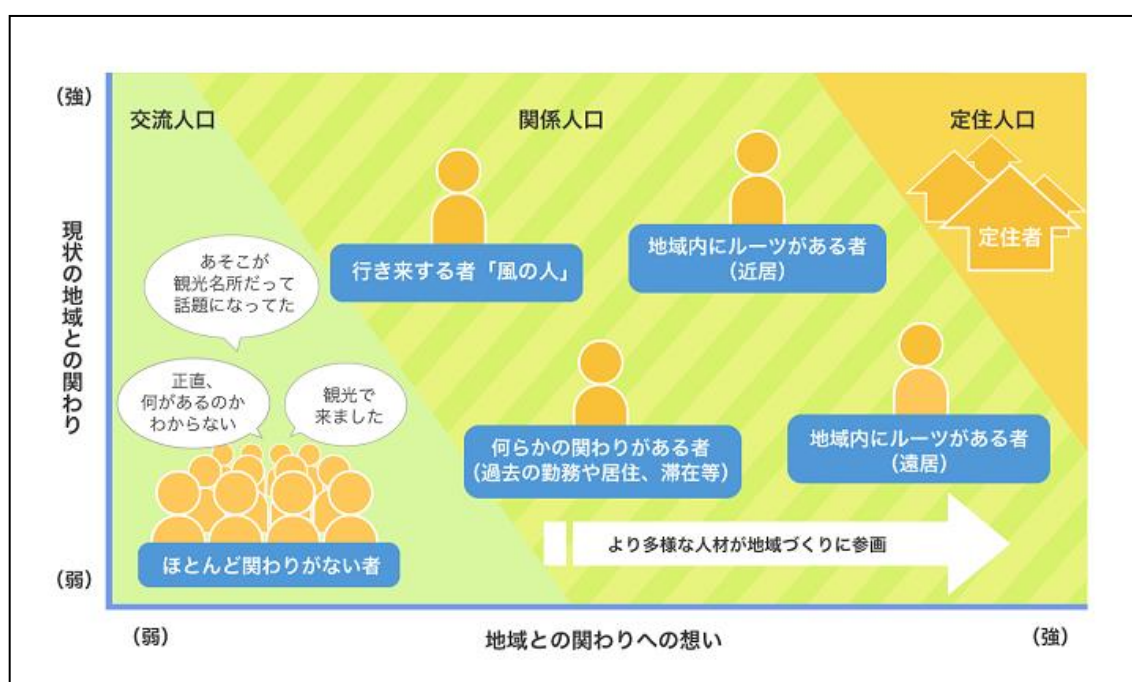 （強）
交流人口
関係人口
定住人口
現状の地域との関わり
あそこが
観光名所だって
話題になってた
行き来する者「風の人」
地域内にルーツがある者
（近居）
定住者
正直、
何があるのか
わからない
観光で
来ました
何らかの関わりがある者
（過去の勤務や居住、滞在等）
地域内にルーツがある者
（遠居）
ほとんど関わりがない者
より多様な人材が地域づくりに参画
（弱）
（弱）
地域との関わりへの想い
（強）